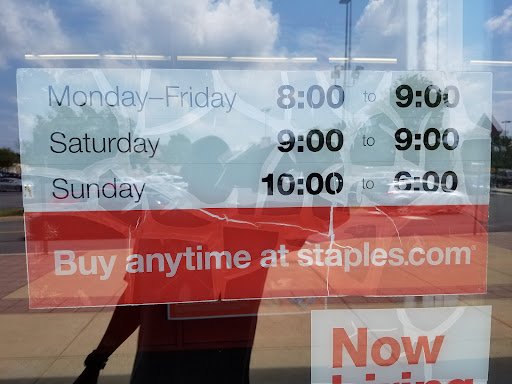 Monday–Friday 8:00 to 9:00
Saturday 9:00 to 9:00
Sunday 10:00 to 6:00
Buy anytime at staples.com®
Now
hiring